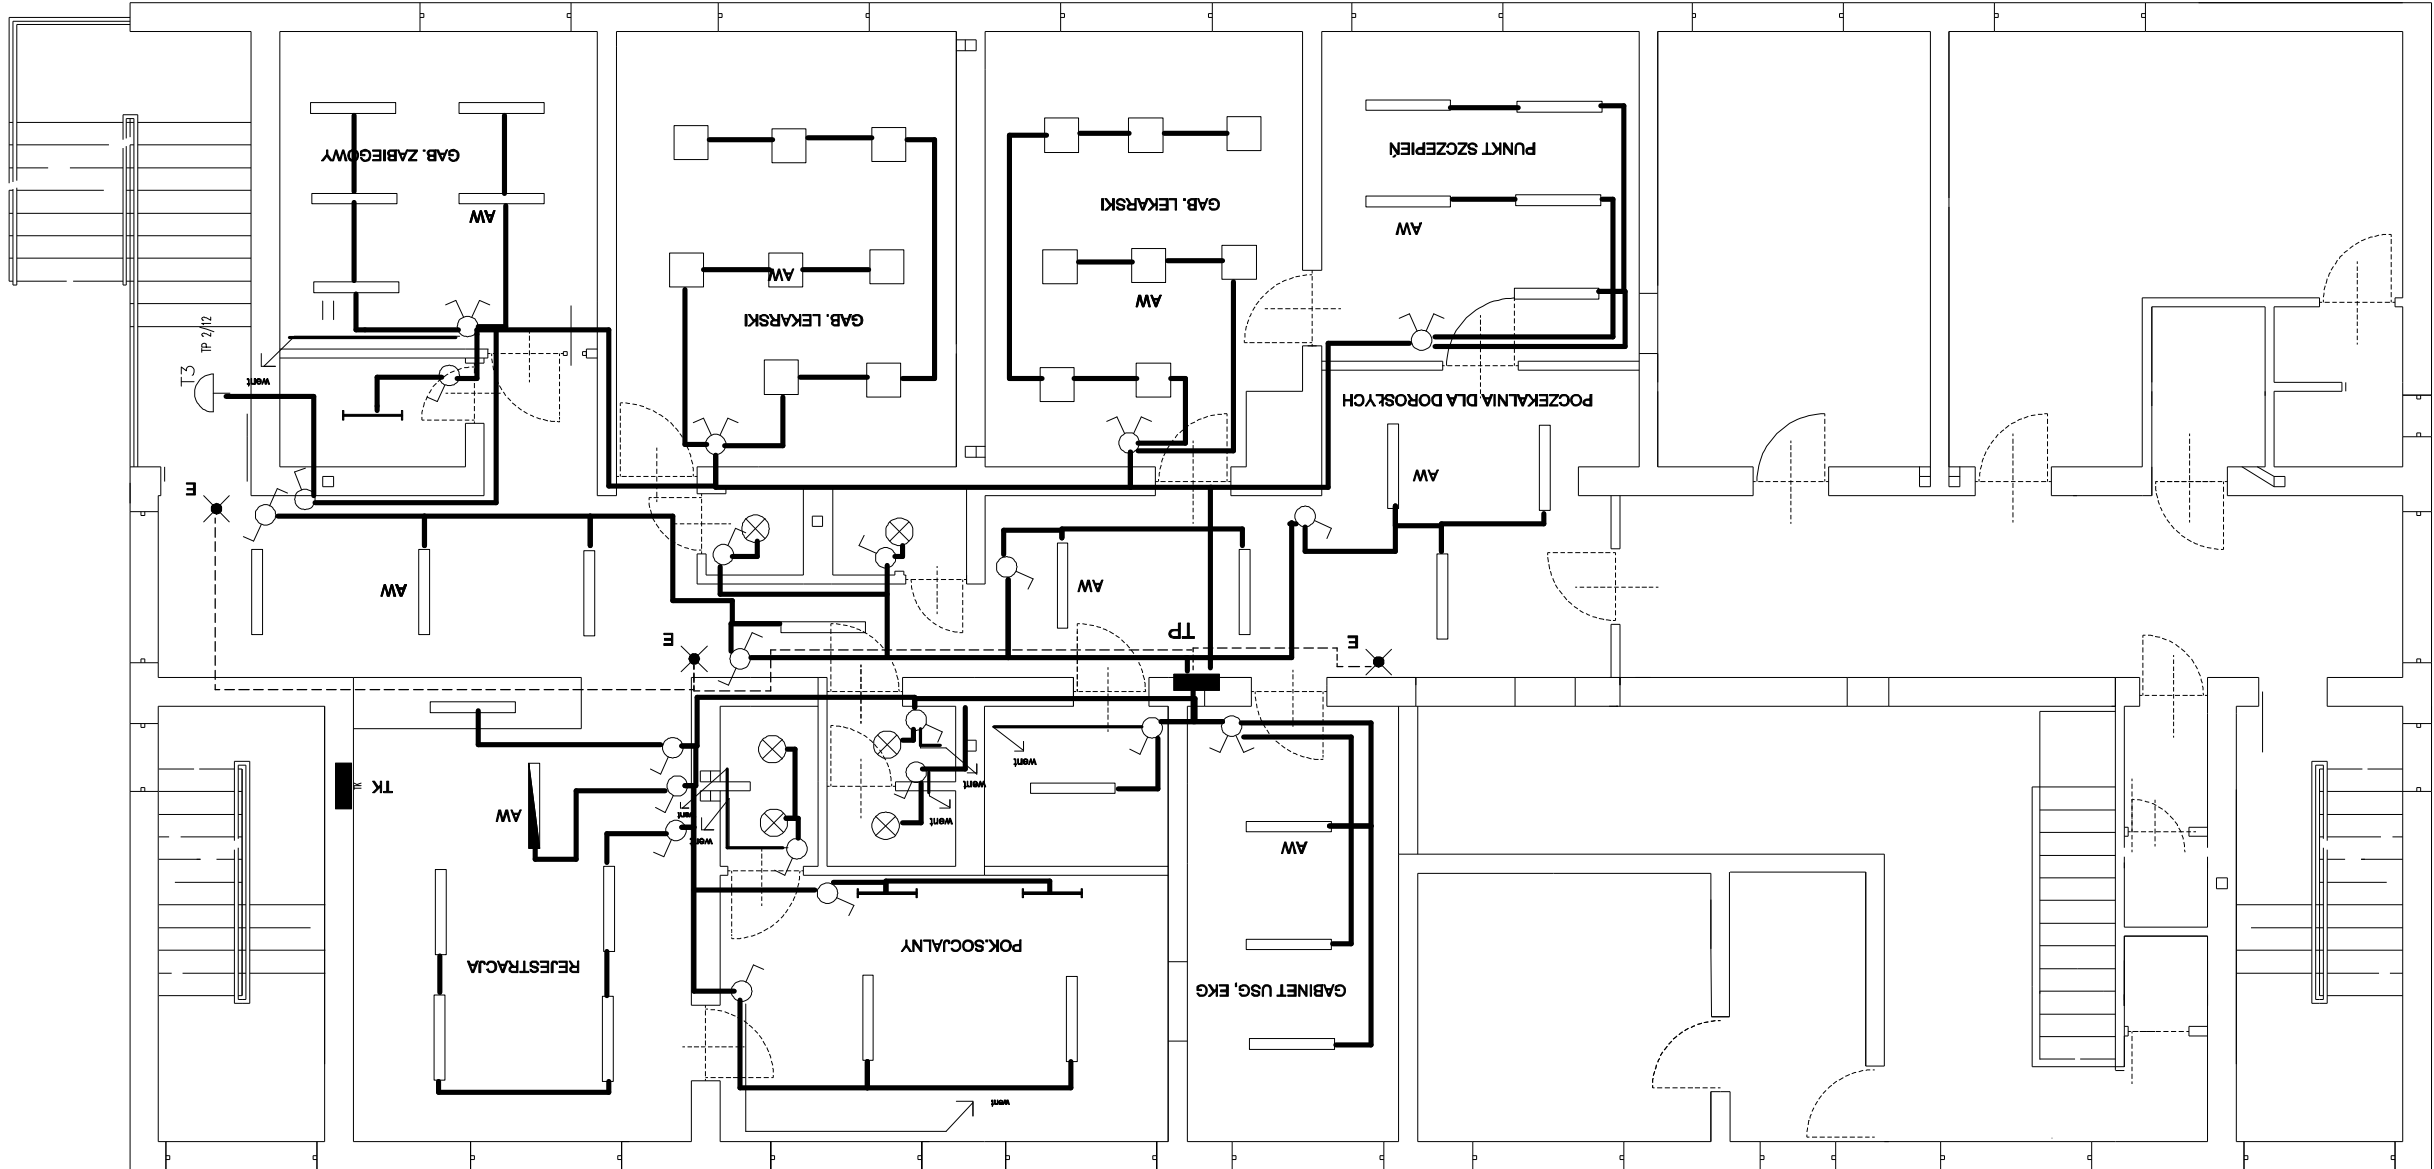 GAB. ZABIEGOWY
AW
PUNKT SZCZEPIEŃ
AW
GAB. LEKARSKI
AW
GAB. LEKARSKI
AW
TP 2/12
T3
went
POCZEKALNIA DLA DOROSŁYCH
AW
E
AW
AW
E
TP
E
went
went
TK
AW
went
went
went
REJESTRACJA
POK.SOCJALNY
GABINET USG, EKG
AW
went